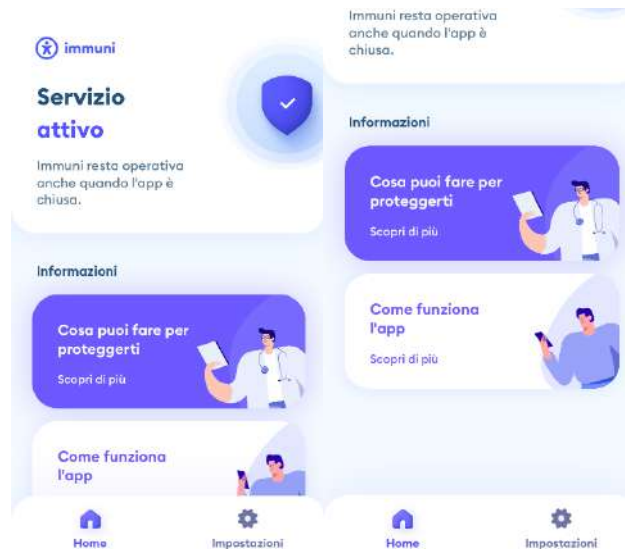 immuni
Servizio
attivo
Immuni resta operativa
anche quando l'app è
chiusa.
Informazioni
Cosa puoi fare per
proteggerti
Scopri di più
Come funziona
l'app
Home
Impostazioni
Immuni resta operativa
anche quando l'app è
chiusa.
Informazioni
Cosa puoi fare per
proteggerti
Scopri di più
Come funziona
l'app
Scopri di più
Home
Impostazioni